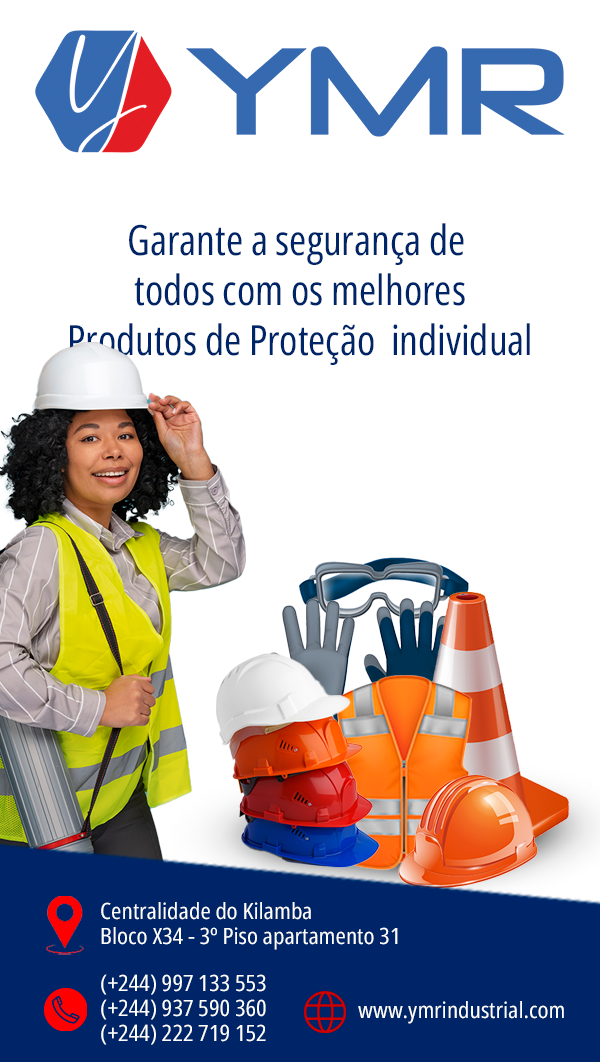 Y YMR
Garante a segurança de
todos com os melhores
Produtos de Proteção individual
Centralidade do Kilamba
Bloco X34 - 3º Piso apartamento 31
(+244) 997 133 553
(+244) 937 590 360
(+244) 222 719 152
www.ymrindustrial.com